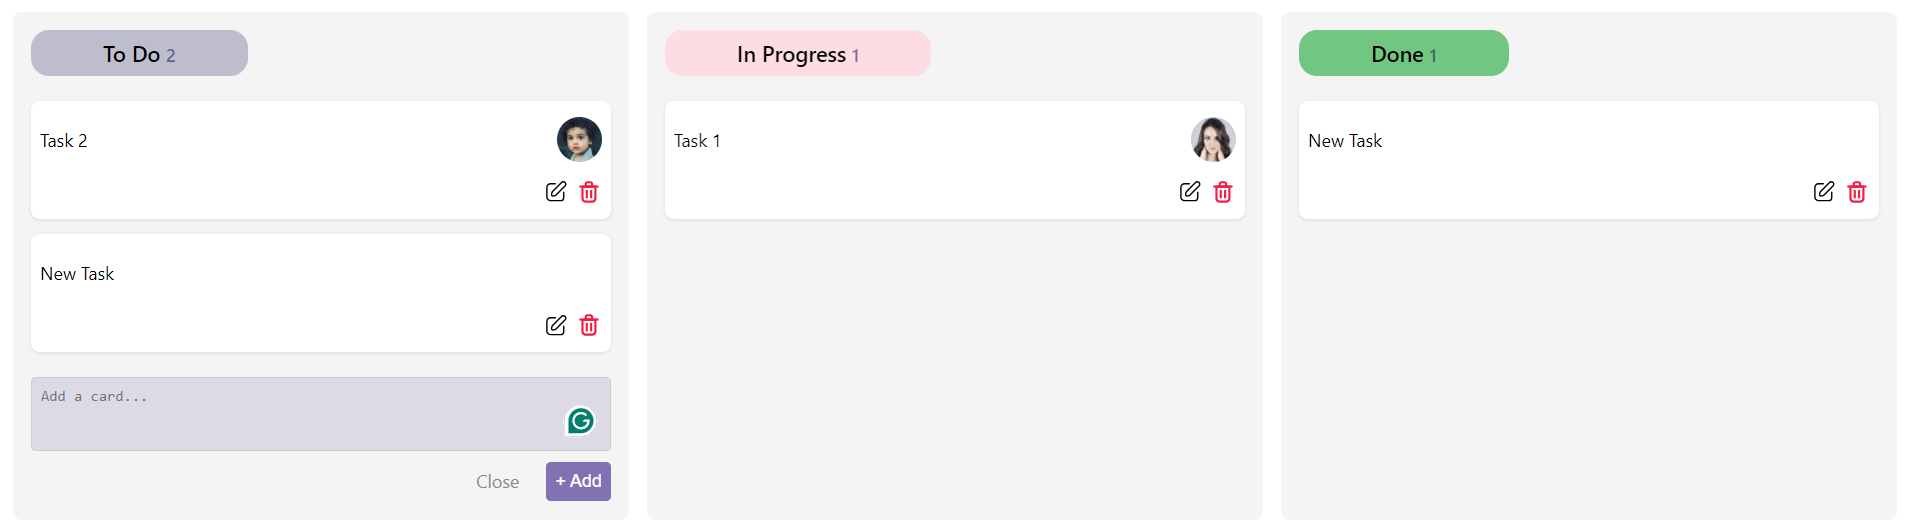 To Do 2
Task 2
New Task
Add a card...
Close
+ Add
In Progress 1
Task 1
Done 1
New Task